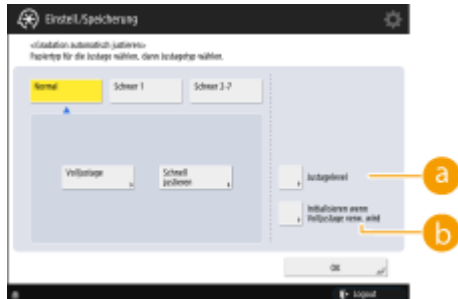 Einstell./Speicherung
<Gradation automatisch justieren>
Papiertyp für die Justage wählen, dann Justagetyp wählen.
Normal
Schwer 1
Schwer 2-7
Volljustage
Schnell
justieren
Justagelevel
Initialisieren wenn
Volljustage verw. wird
a
b
OK
Logout